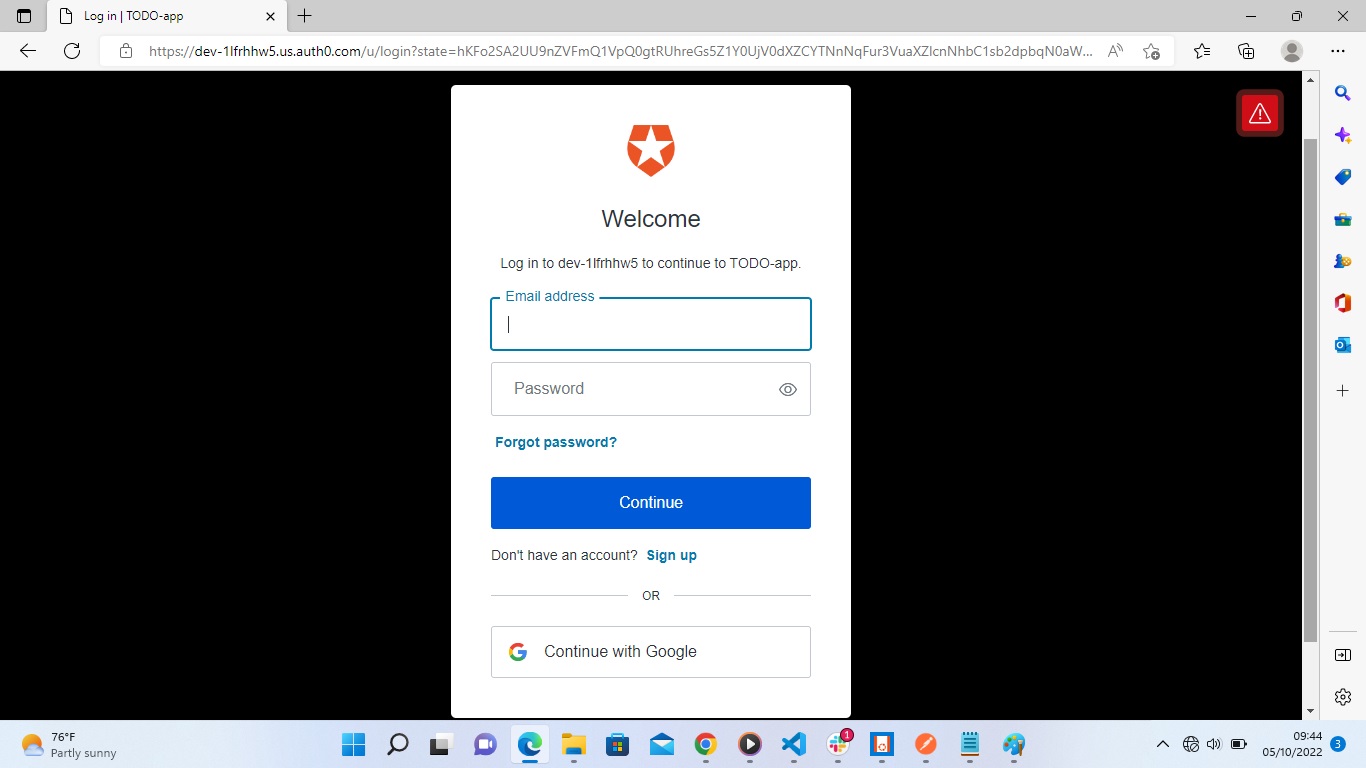 Log in | TODO-app
https://dev-1lfrhhw5.us.auth0.com/u/login?state=hKFo2SA2UU9nZVFmQ1VpQ0gtRUhreGs5Z1Y0UjV0dXZCYTNnNqFur3VuaXZlcnNhbC1sb2dpbqN0aW...
Welcome
Log in to dev-1lfrhhw5 to continue to TODO-app.
Email address
Password
Forgot password?
Continue
Don't have an account? Sign up
OR
Continue with Google
76°F
Partly sunny
1
09:44
05/10/2022
3